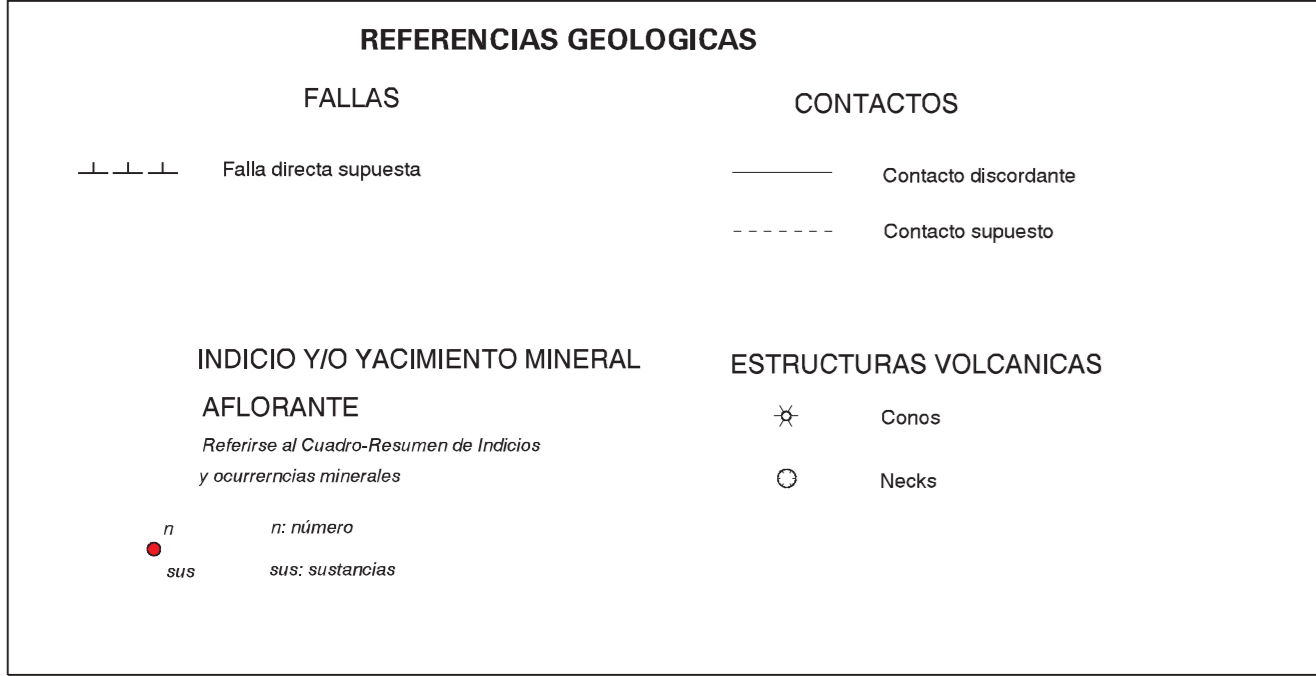 REFERENCIAS GEOLOGICAS
FALLAS
Falla directa supuesta
CONTACTOS
Contacto discordante
Contacto supuesto
INDICIO Y/O YACIMIENTO MINERAL
AFLORANTE
Referirse al Cuadro-Resumen de Indicios
y ocurrerncias minerales
n
n: número
sus
sus: sustancias
ESTRUCTURAS VOLCANICAS
Conos
Necks